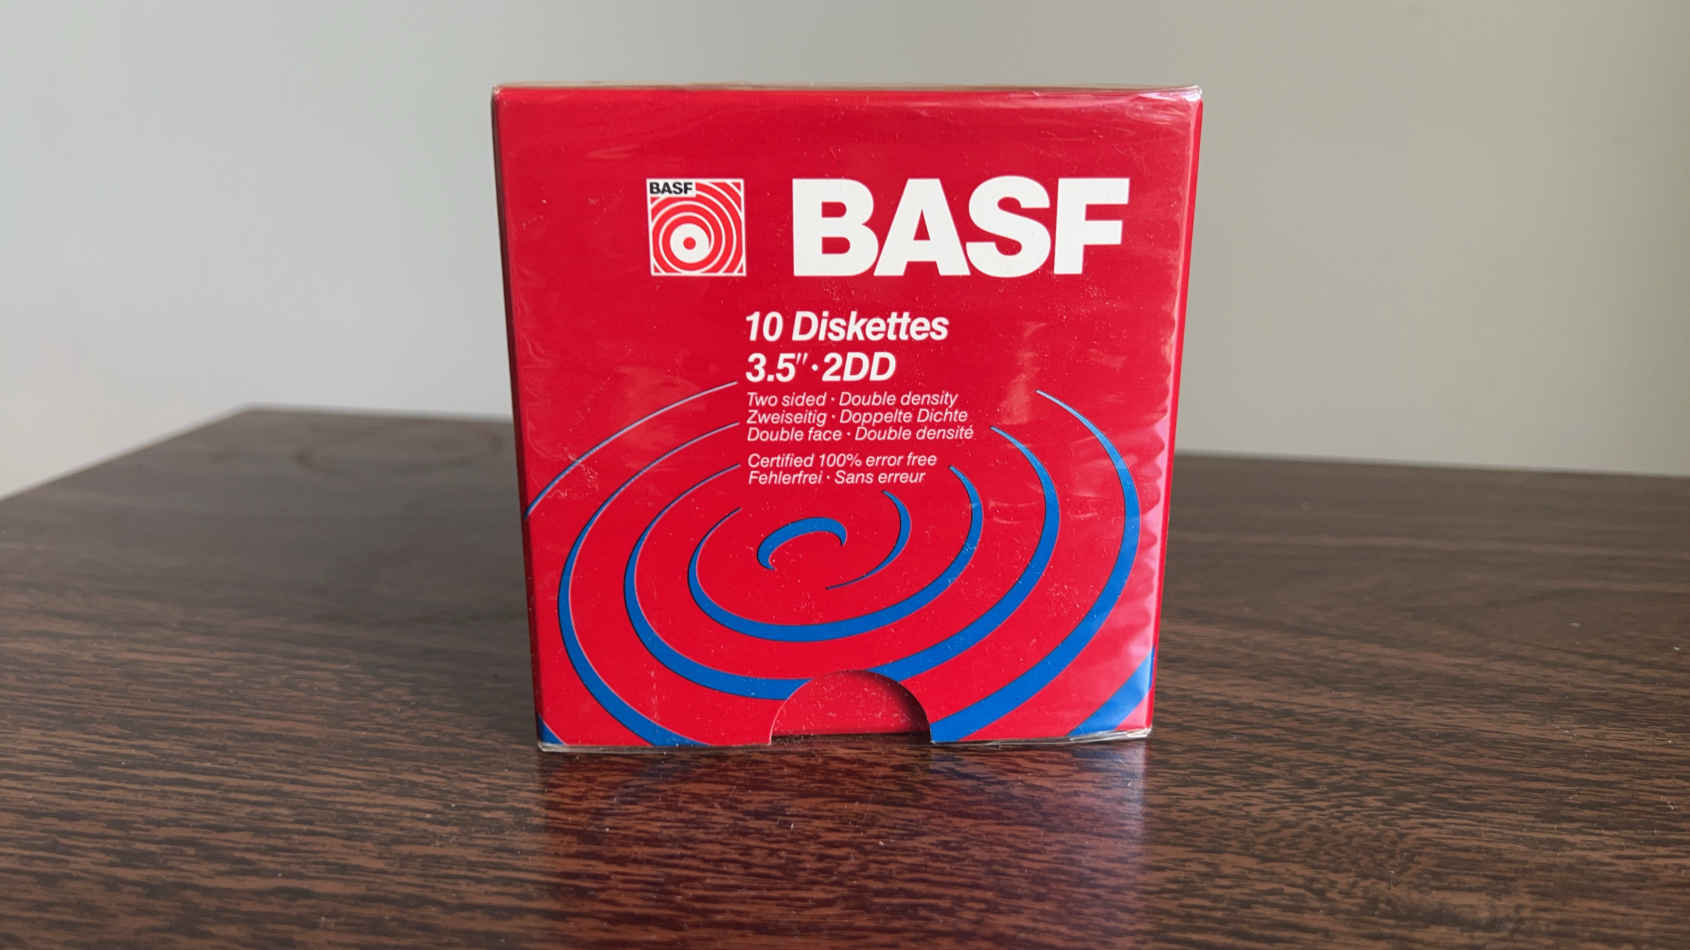 BASF
BASF
10 Diskettes
3.5"·2DD
Two sided · Double density
Zweiseitig · Doppelte Dichte
Double face · Double densité
Certified 100% error free
Fehlerfrei · Sans erreur